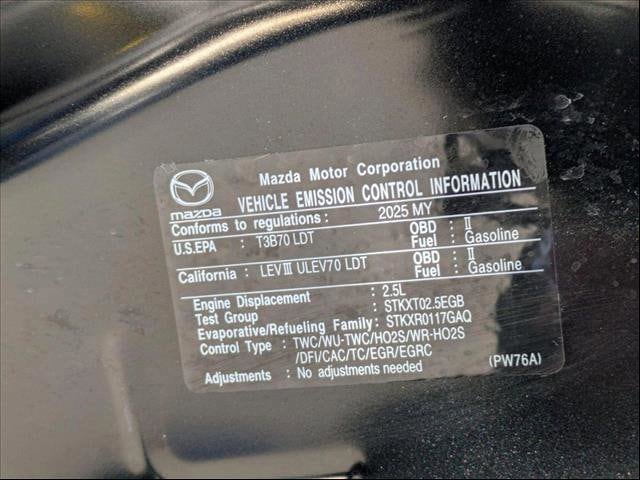 Mazda Motor Corporation
mazda VEHICLE EMISSION CONTROL INFORMATION
Conforms to regulations : 2025 MY
U.S.EPA : T3B70 LDT OBD : II
Fuel : Gasoline
California : LEVⅢ ULEV70 LDT OBD : II
Fuel : Gasoline
Engine Displacement : 2.5L
Test Group : STKXT02.5EGB
Evaporative/Refueling Family : STKXR0117GAQ
Control Type : TWC/WU-TWC/HO2S/WR-HO2S
/DFI/CAC/TC/EGR/EGRC
Adjustments : No adjustments needed (PW76A)